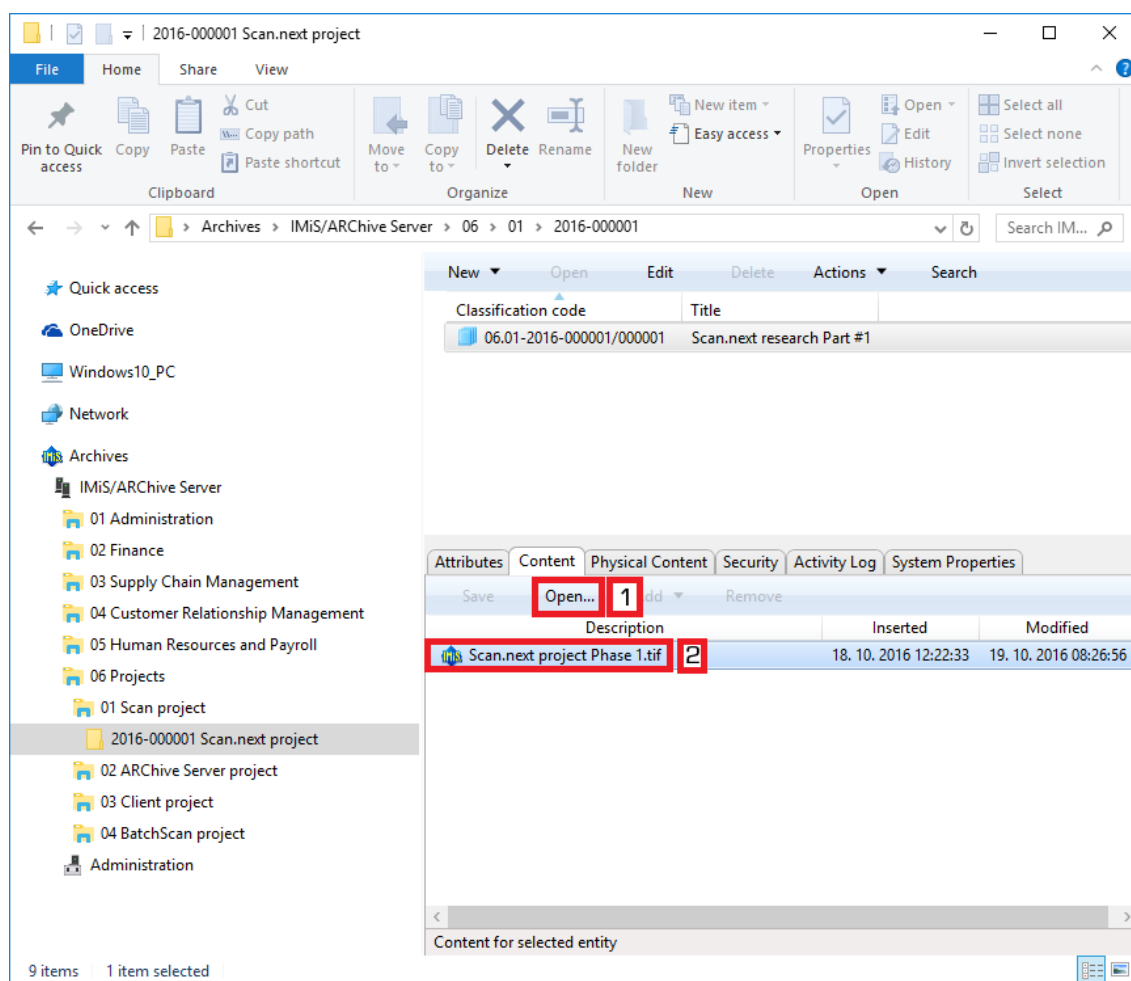 2016-000001 Scan.next project
File Home Share View
Pin to Quick access
Copy
Paste
Cut
Copy path
Paste shortcut
Move to
Copy to
Delete
Rename
New folder
New item
Easy access
Properties
Open
Edit
History
Select all
Select none
Invert selection
Clipboard Organize New Open Select
Archives > IMiS/ARChive Server > 06 > 01 > 2016-000001
Search IM...
Quick access
OneDrive
Windows10_PC
Network
Archives
IMiS/ARChive Server
01 Administration
02 Finance
03 Supply Chain Management
04 Customer Relationship Management
05 Human Resources and Payroll
06 Projects
01 Scan project
2016-000001 Scan.next project
02 ARChive Server project
03 Client project
04 BatchScan project
Administration
New Open Edit Delete Actions Search
Classification code Title
06.01-2016-000001/000001 Scan.next research Part #1
Attributes Content Physical Content Security Activity Log System Properties
Save Open... 1 dd Remove
Description Inserted Modified
Scan.next project Phase 1.tif 2 18. 10. 2016 12:22:33 19. 10. 2016 08:26:56
Content for selected entity
9 items 1 item selected